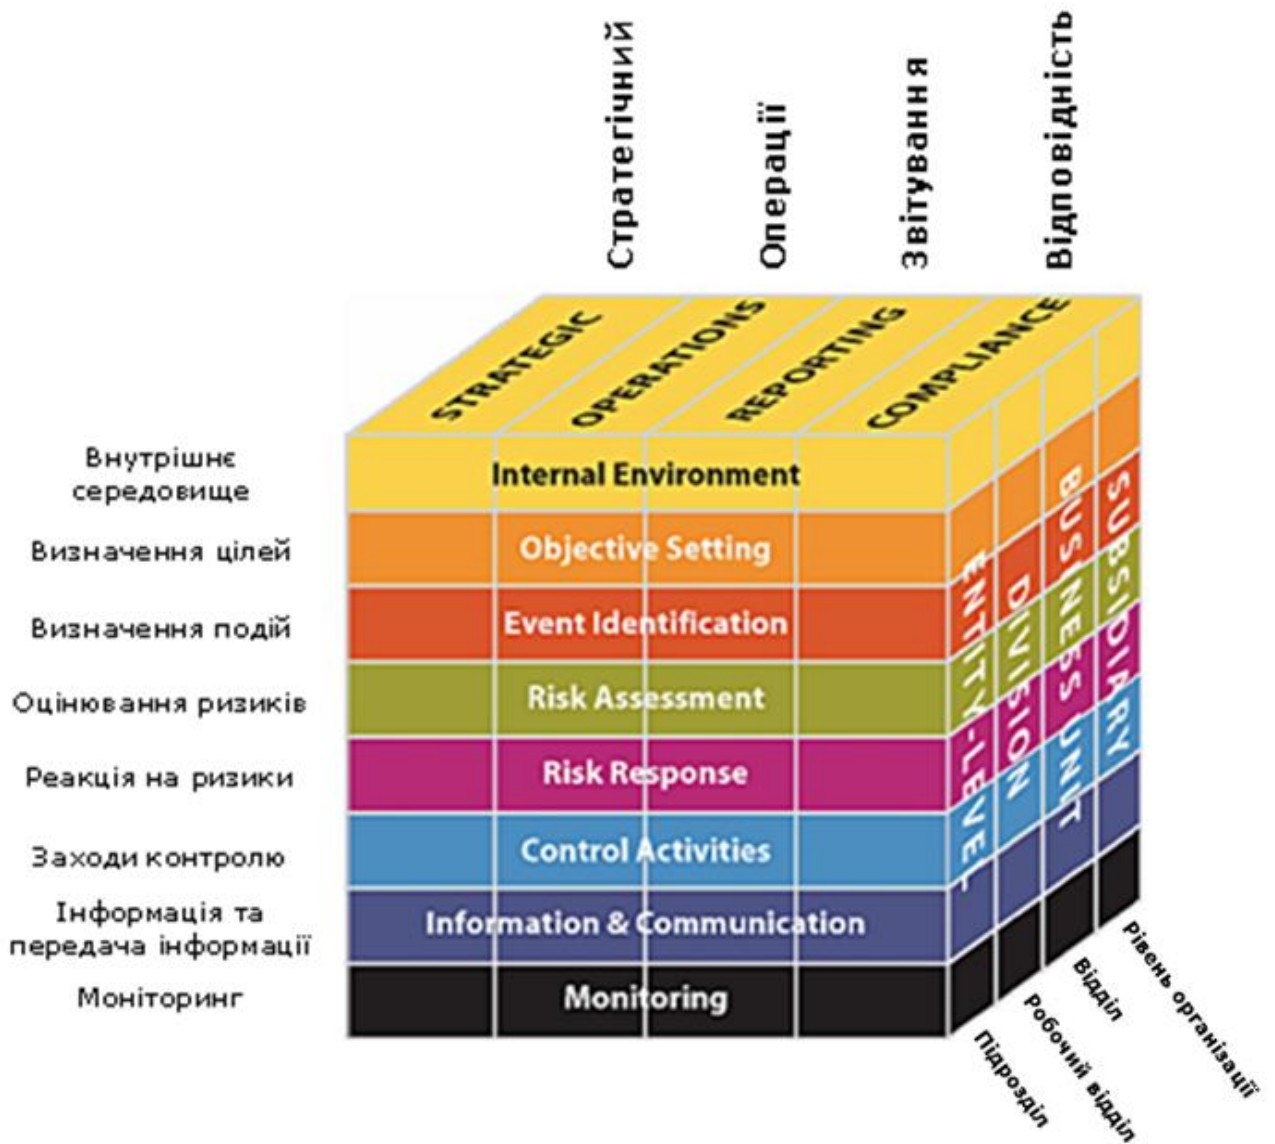 Стратегічний
Операції
Звітування
Відповідність
STRATEGIC
OPERATIONS
REPORTING
COMPLIANCE
Внутрішнє
середовище
Internal Environment
Визначення цілей
Objective Setting
Визначення подій
Event Identification
Оцінювання ризиків
Risk Assessment
Реакція на ризики
Risk Response
Заходи контролю
Control Activities
Інформація та
передача інформації
Information & Communication
Моніторинг
Monitoring
ENTITY-LEVEL
DIVISION
BUSINESS UNIT
SUBSIDIARY
Підрозділ
Робочий відділ
Відділ
Рівень організації